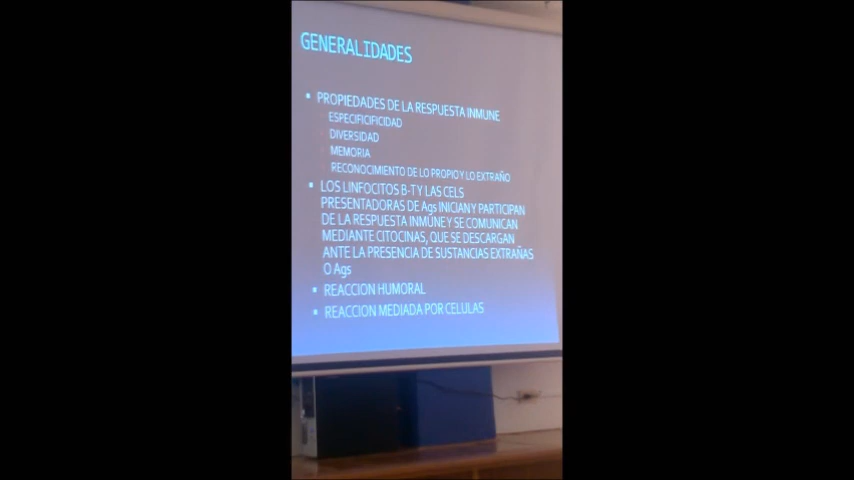 GENERALIDADES
• PROPIEDADES DE LA RESPUESTA INMUNE
ESPECIFICIFICIDAD
DIVERSIDAD
MEMORIA
RECONOCIMIENTO DE LO PROPIO Y LO EXTRAÑO
• LOS LINFOCITOS B-T Y LAS CELS
PRESENTADORAS DE Ags INICIAN Y PARTICIPAN
DE LA RESPUESTA INMUNE Y SE COMUNICAN
MEDIANTE CITOCINAS, QUE SE DESCARGAN
ANTE LA PRESENCIA DE SUSTANCIAS EXTRAÑAS
O Ags
• REACCION HUMORAL
• REACCION MEDIADA POR CELULAS